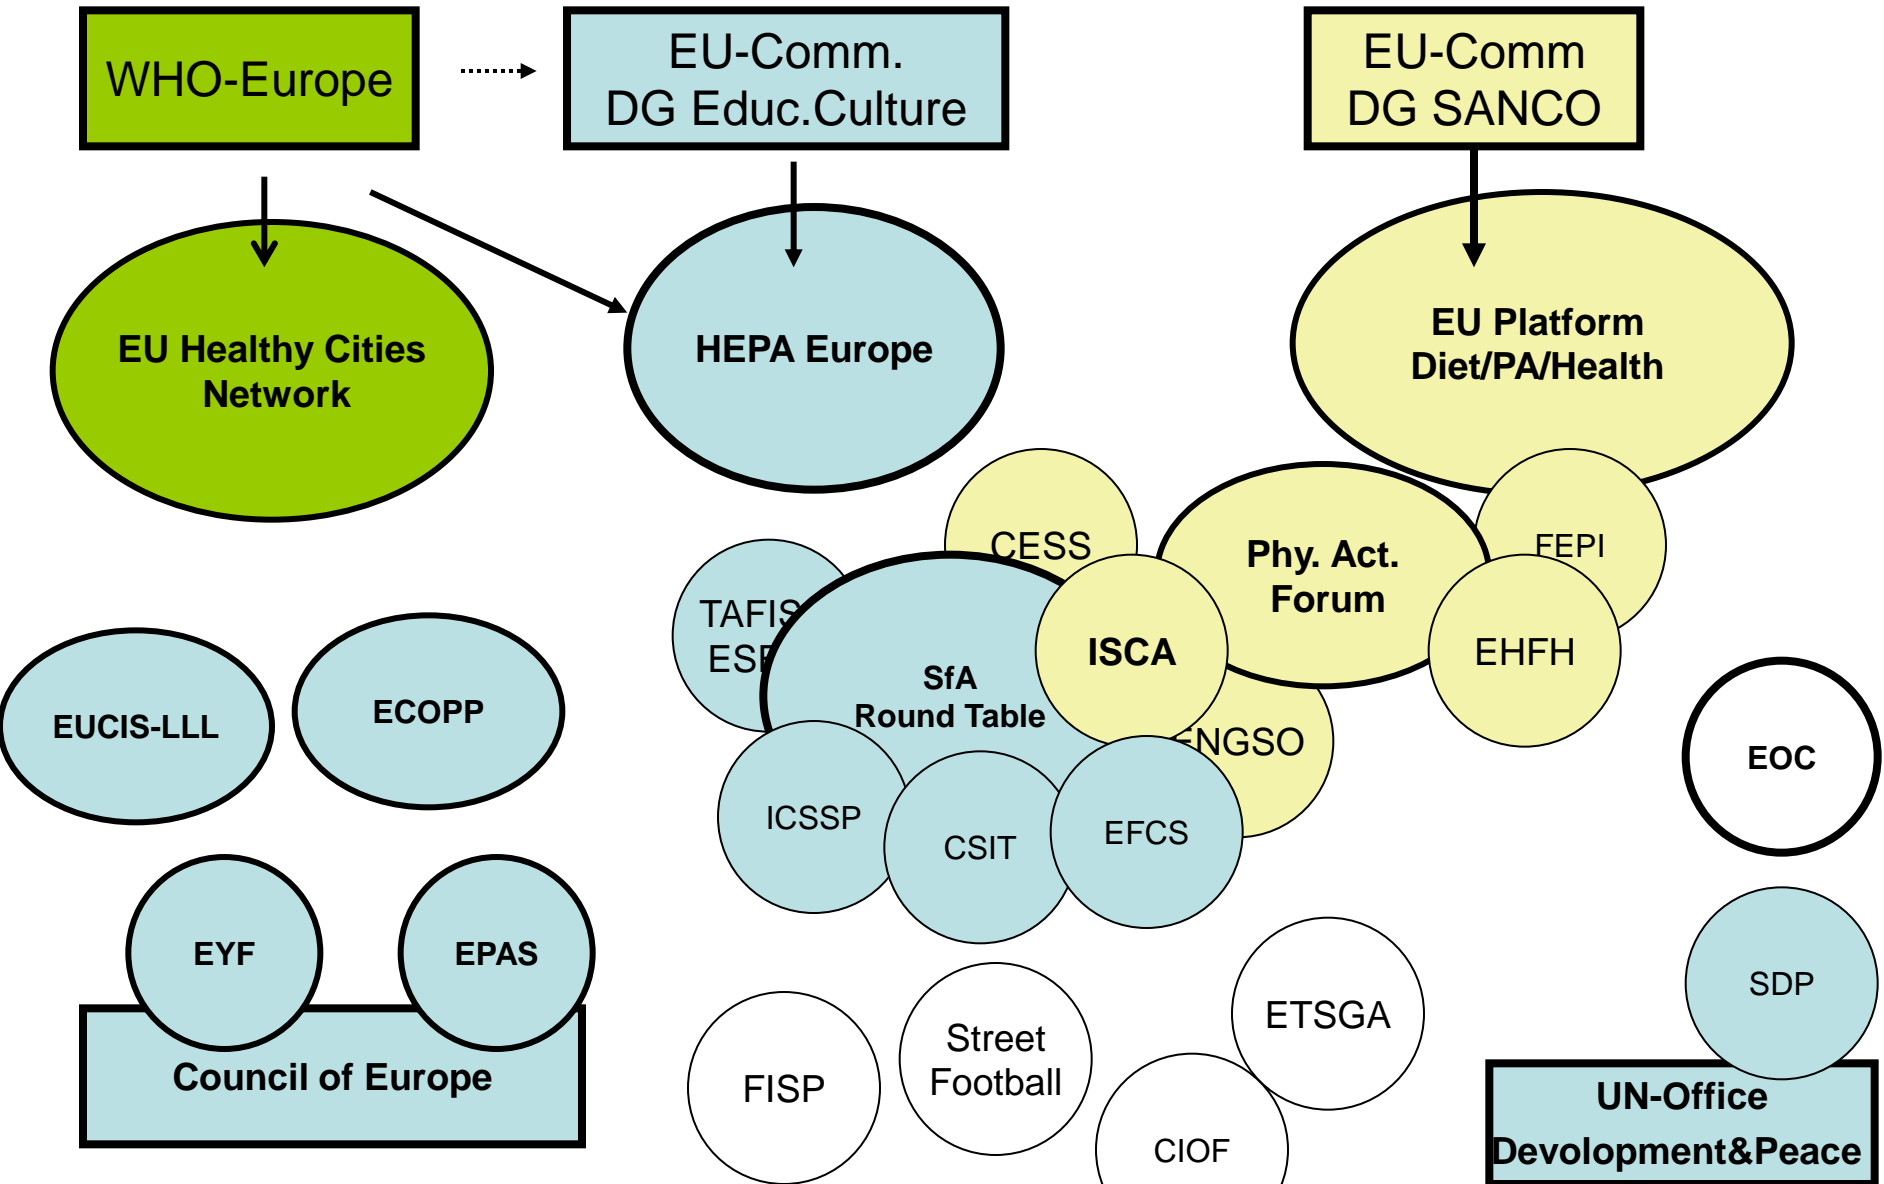 WHO-Europe
EU-Comm.
DG Educ.Culture
EU-Comm
DG SANCO
EU Healthy Cities
Network
HEPA Europe
EU Platform
Diet/PA/Health
CESS
Phy. Act.
Forum
FEPI
TAFIS
ISCA
EHFH
SfA
Round Table
EUCIS-LLL
ECOPP
ENGSO
EOC
ICSSP
CSIT
EFCS
EYF
EPAS
SDP
Council of Europe
FISP
Street
Football
ETSGA
CIOF
UN-Office
Devolopment&Peace